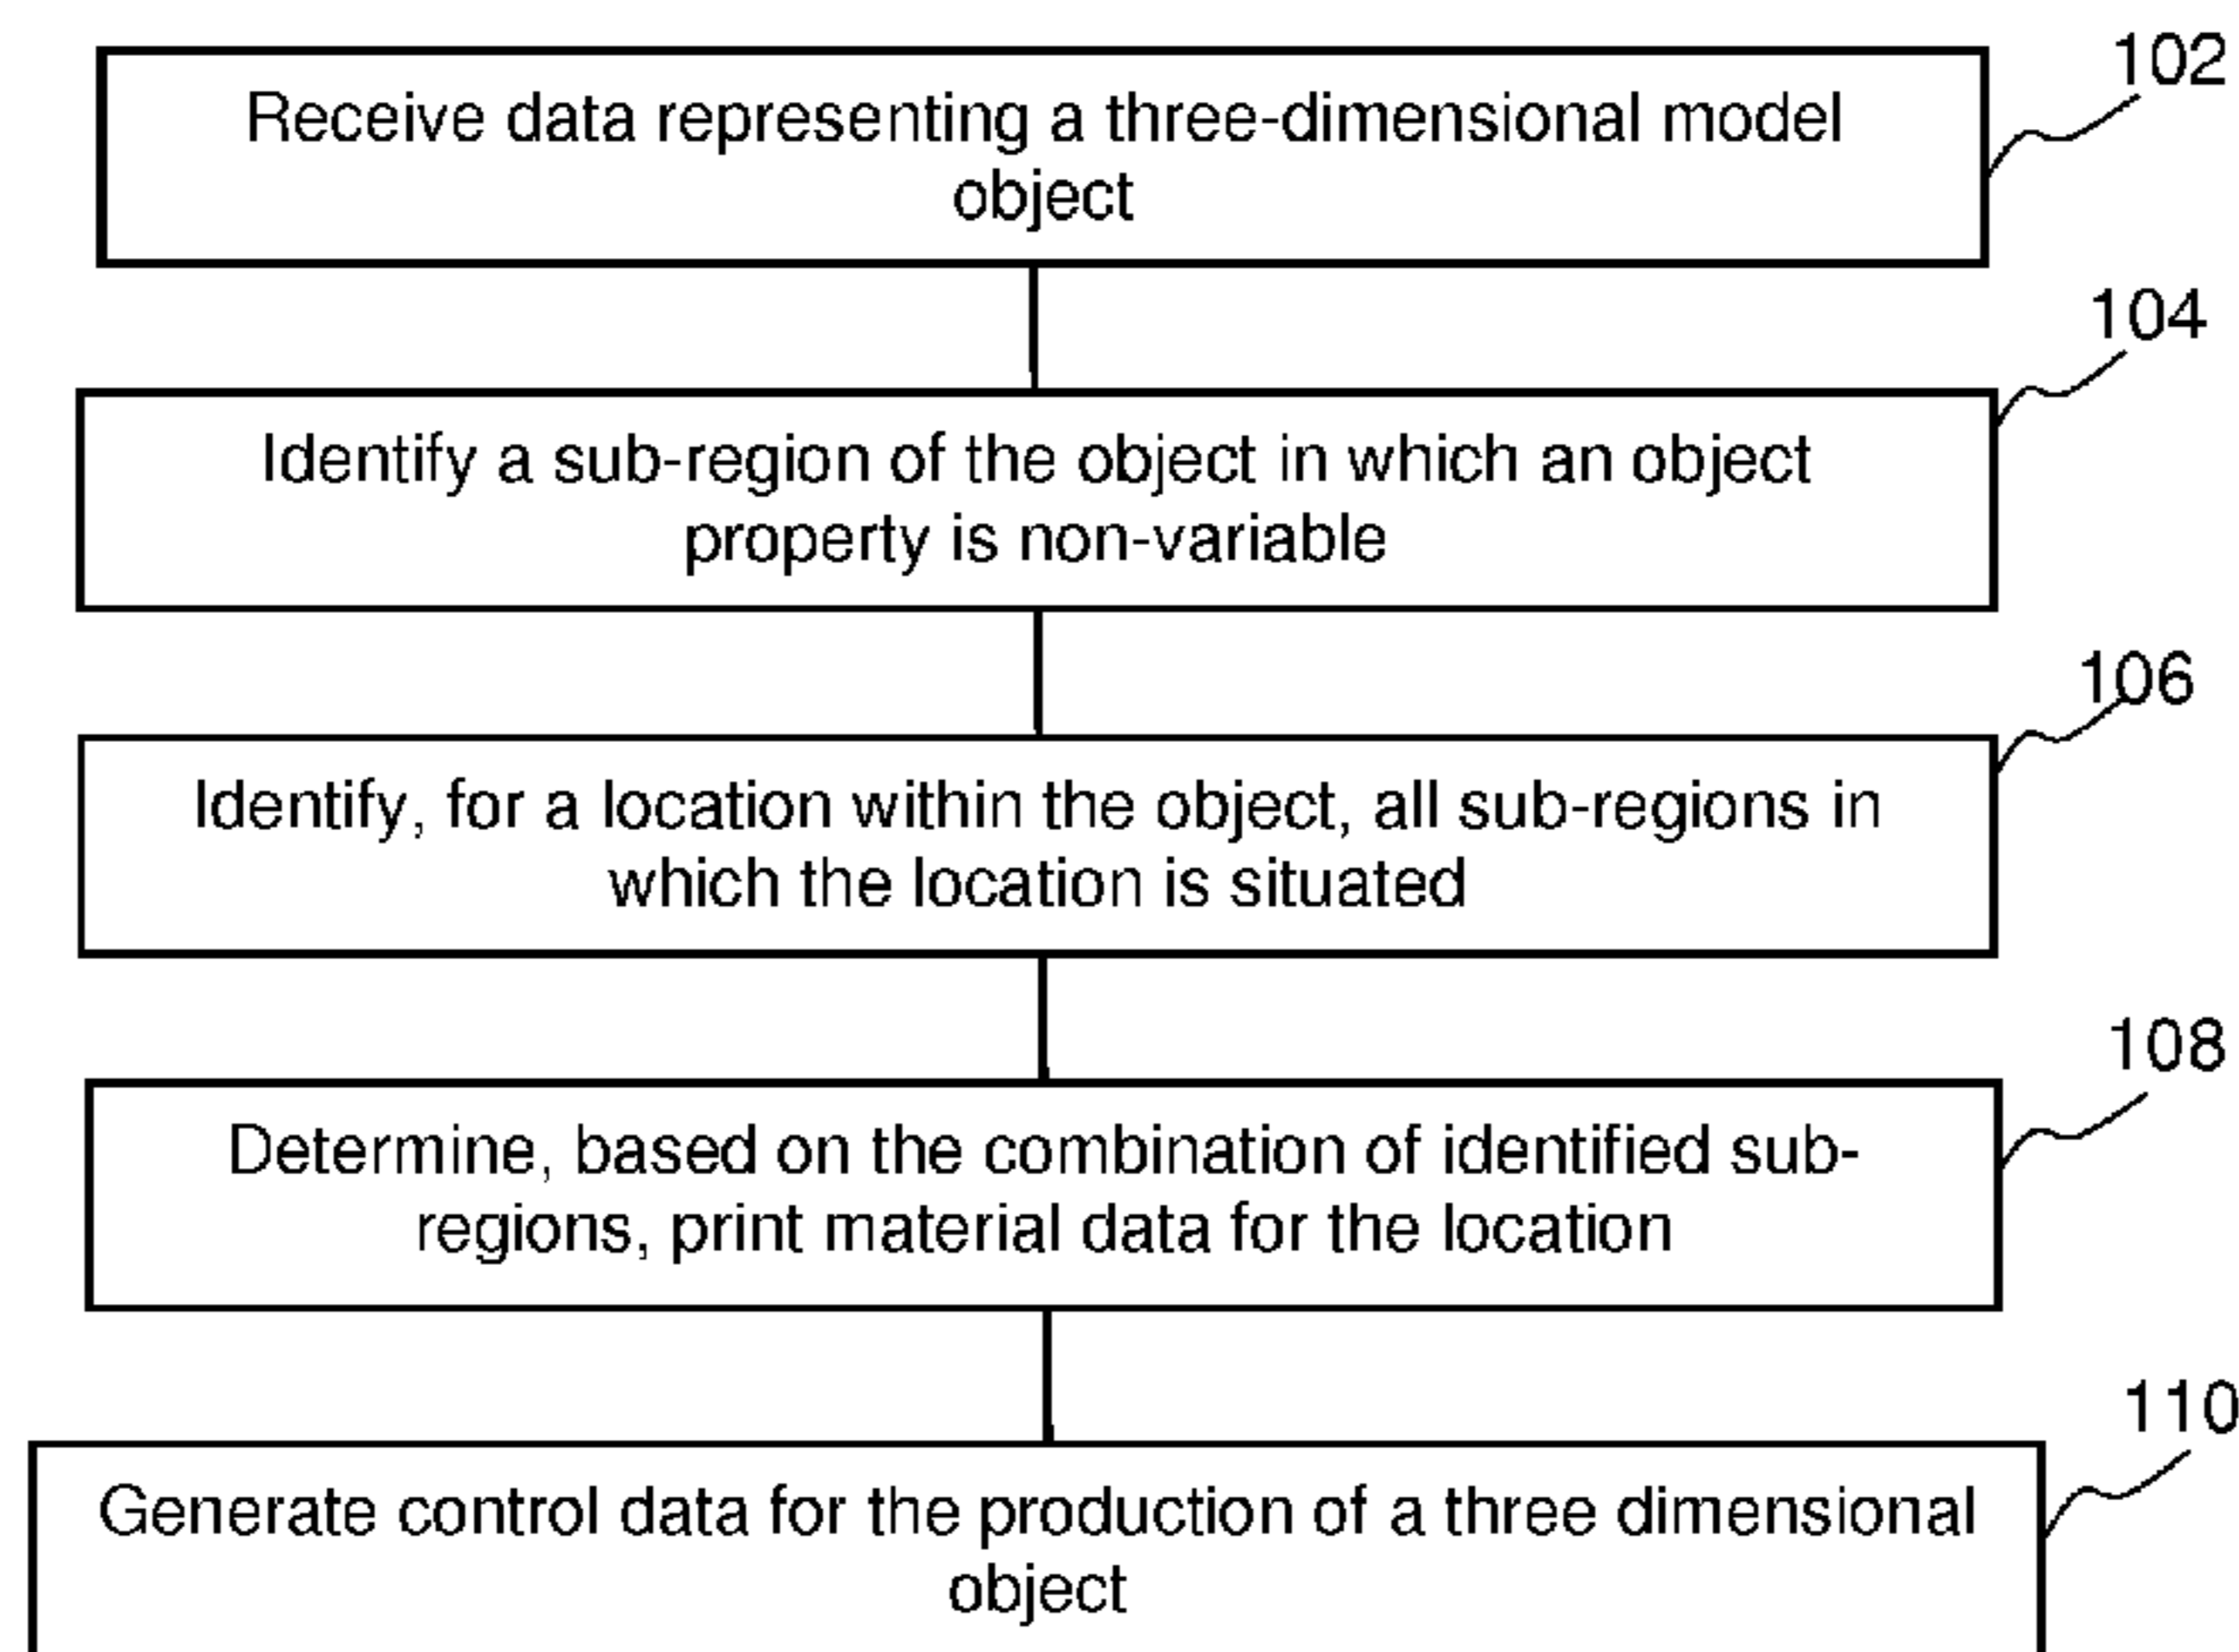 102
Receive data representing a three-dimensional model
object
104
Identify a sub-region of the object in which an object
property is non-variable
106
Identify, for a location within the object, all sub-regions in
which the location is situated
108
Determine, based on the combination of identified sub-
regions, print material data for the location
110
Generate control data for the production of a three dimensional
object